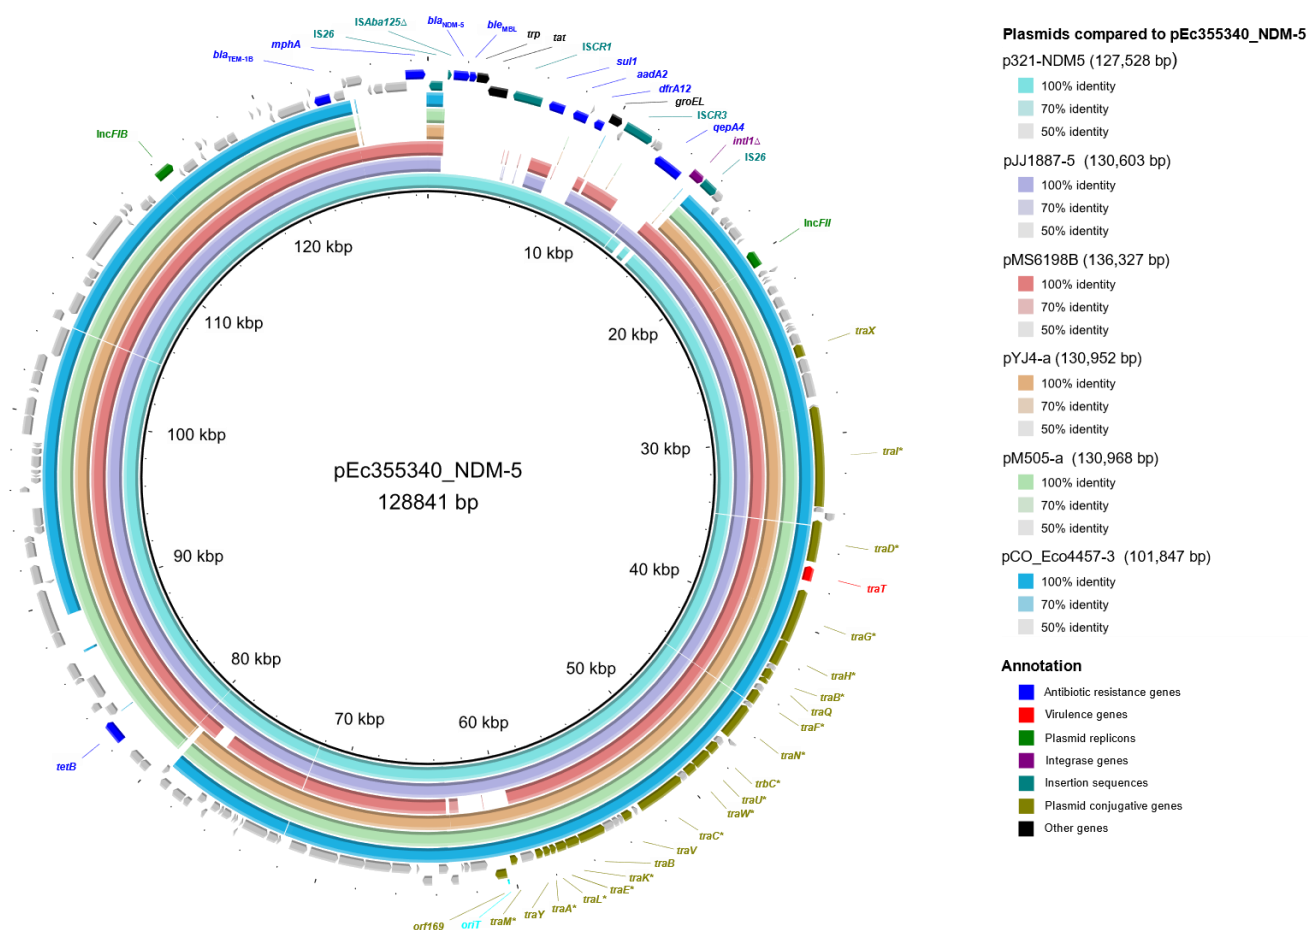 ISAba125Δ
blaNDM-5
bleMBL
trp
tat
ISCR1
sul1
aadA2
dfrA12
groEL
ISCR3
qepA4
intI1Δ
IS26
IncFII
traX
traI*
traD*
traT
traG*
traH*
traB*
traQ
traF*
traN*
trbC*
traU*
traW*
traC*
traV
traB
traK*
traE*
traL*
traA*
traY
traM*
oriT
orf169
tetB
IncFIB
blaTEM-1B
mphA
IS26
10 kbp
20 kbp
30 kbp
40 kbp
50 kbp
60 kbp
70 kbp
80 kbp
90 kbp
100 kbp
110 kbp
120 kbp
pEc355340_NDM-5
128841 bp
Plasmids compared to pEc355340_NDM-5
p321-NDM5 (127,528 bp)
100% identity
70% identity
50% identity
pJJ1887-5 (130,603 bp)
100% identity
70% identity
50% identity
pMS6198B (136,327 bp)
100% identity
70% identity
50% identity
pYJ4-a (130,952 bp)
100% identity
70% identity
50% identity
pM505-a (130,968 bp)
100% identity
70% identity
50% identity
pCO_Eco4457-3 (101,847 bp)
100% identity
70% identity
50% identity
Annotation
Antibiotic resistance genes
Virulence genes
Plasmid replicons
Integrase genes
Insertion sequences
Plasmid conjugative genes
Other genes